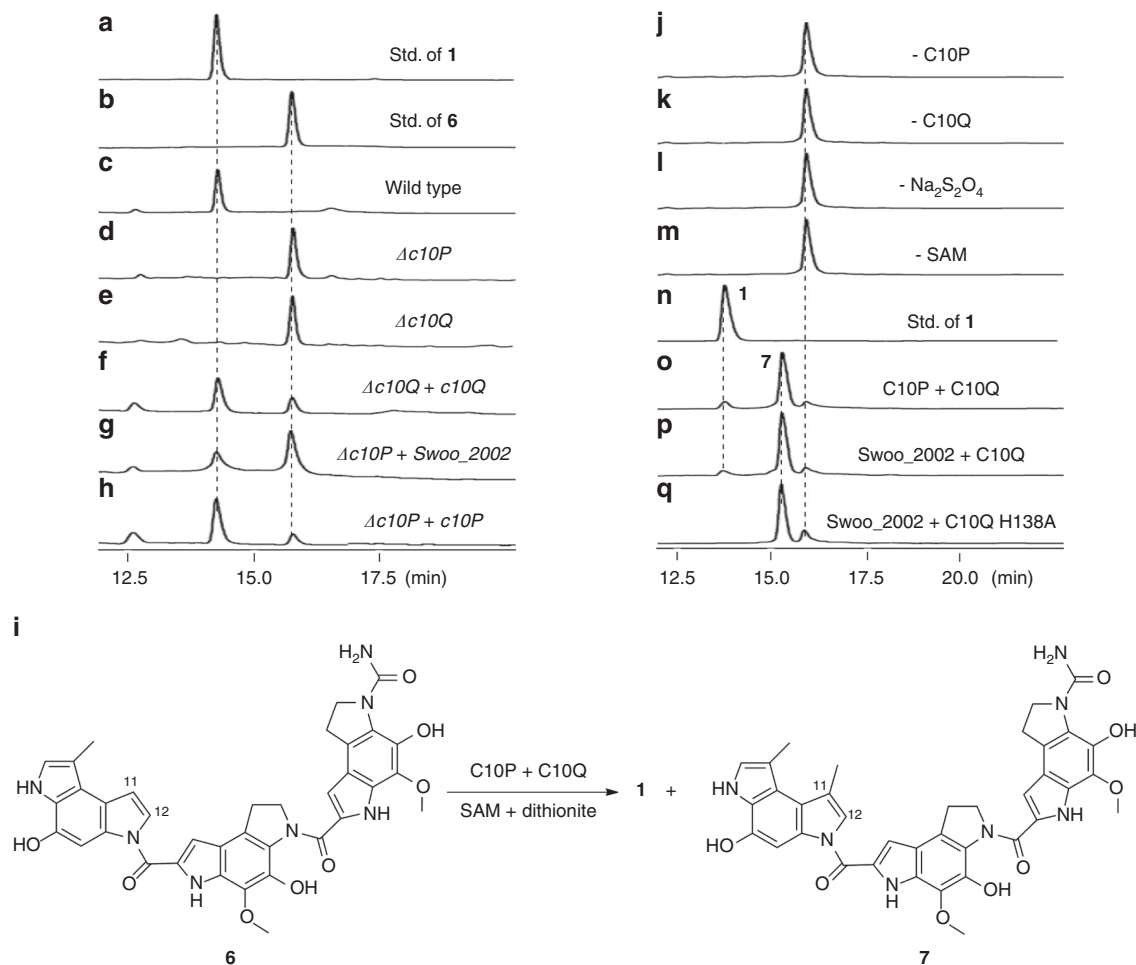 a
Std. of 1
b
Std. of 6
c
Wild type
d
Δc10P
e
Δc10Q
f
Δc10Q + c10Q
g
Δc10P + Swoo_2002
h
Δc10P + c10P
12.5 15.0 17.5 (min)
j
- C10P
k
- C10Q
l
- Na2S2O4
m
- SAM
n
1
Std. of 1
o
7
C10P + C10Q
p
Swoo_2002 + C10Q
q
Swoo_2002 + C10Q H138A
12.5 15.0 17.5 20.0 (min)
i
H2N
O
N
OH
O
NH
11
12
HN
HO
N
O
N
H
N
O
OH
O
6
C10P + C10Q
SAM + dithionite
1 +
H2N
O
N
OH
O
NH
11
12
HN
HO
N
O
N
H
N
O
OH
O
7